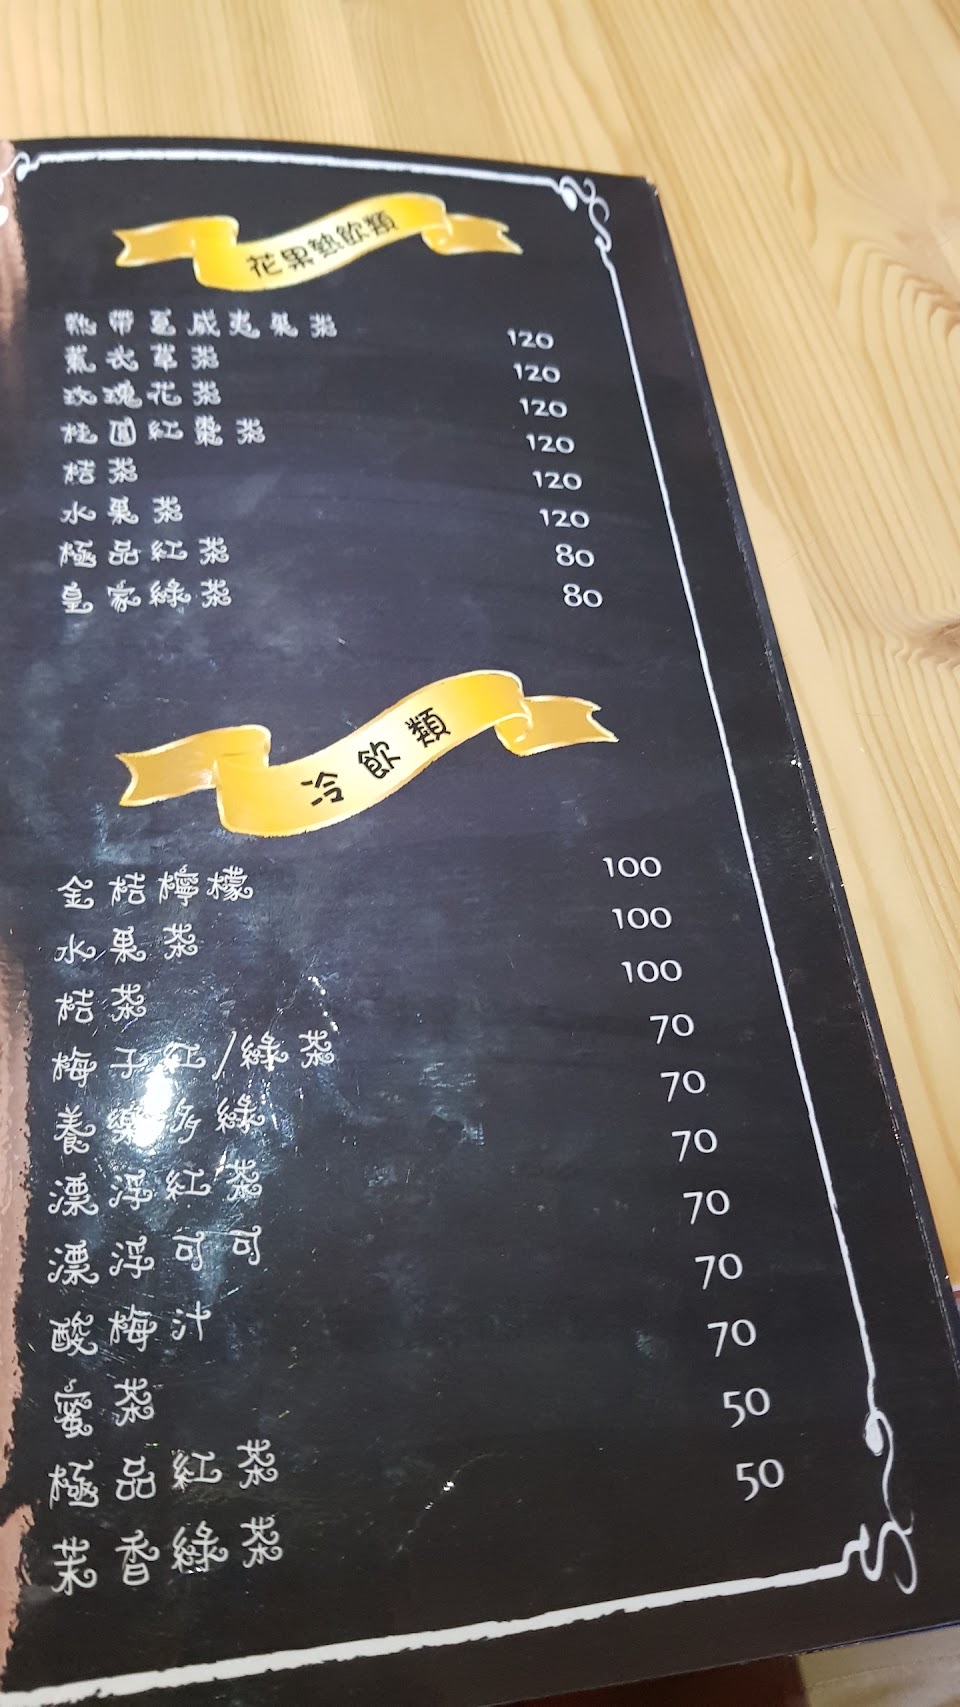 花果熱飲類
熱帶夏威夷果茶 120
薰衣草茶 120
玫瑰花茶 120
桂圓紅棗茶 120
桔茶 120
水果茶 120
極品紅茶 80
皇家綠茶 80
冷飲類
金桔檸檬 100
水果茶 100
桔茶 100
梅子紅/綠茶 70
養樂多綠 70
漂浮紅茶 70
漂浮可可 70
酸梅汁 70
蜜茶 70
極品紅茶 50
茉香綠茶 50